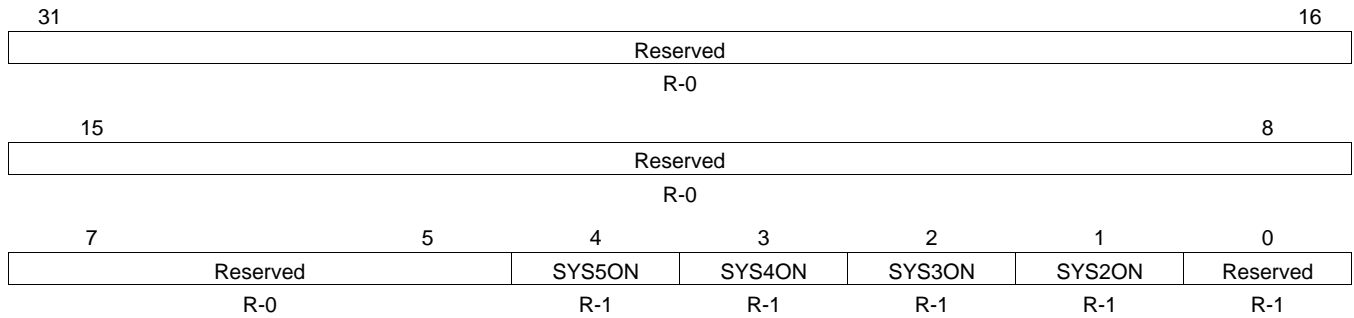 31 16
Reserved
R-0
15 8
Reserved
R-0
7 5 4 3 2 1 0
Reserved SYS5ON SYS4ON SYS3ON SYS2ON Reserved
R-0 R-1 R-1 R-1 R-1 R-1